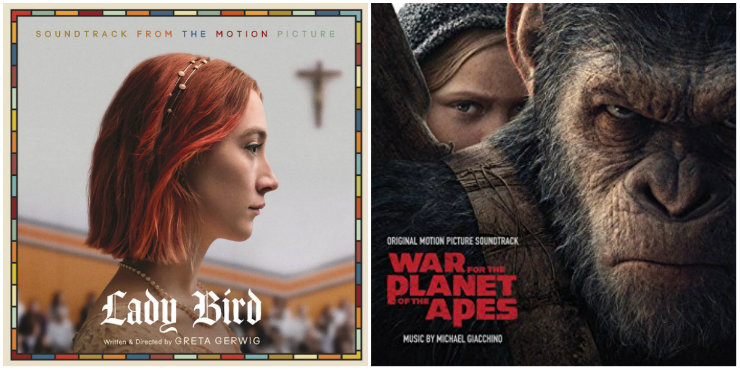 SOUNDTRACK FROM THE MOTION PICTURE
Lady Bird
Written & Directed by GRETA GERWIG
ORIGINAL MOTION PICTURE SOUNDTRACK
WAR FOR THE
PLANET
OF THE APES
MUSIC BY MICHAEL GIACCHINO